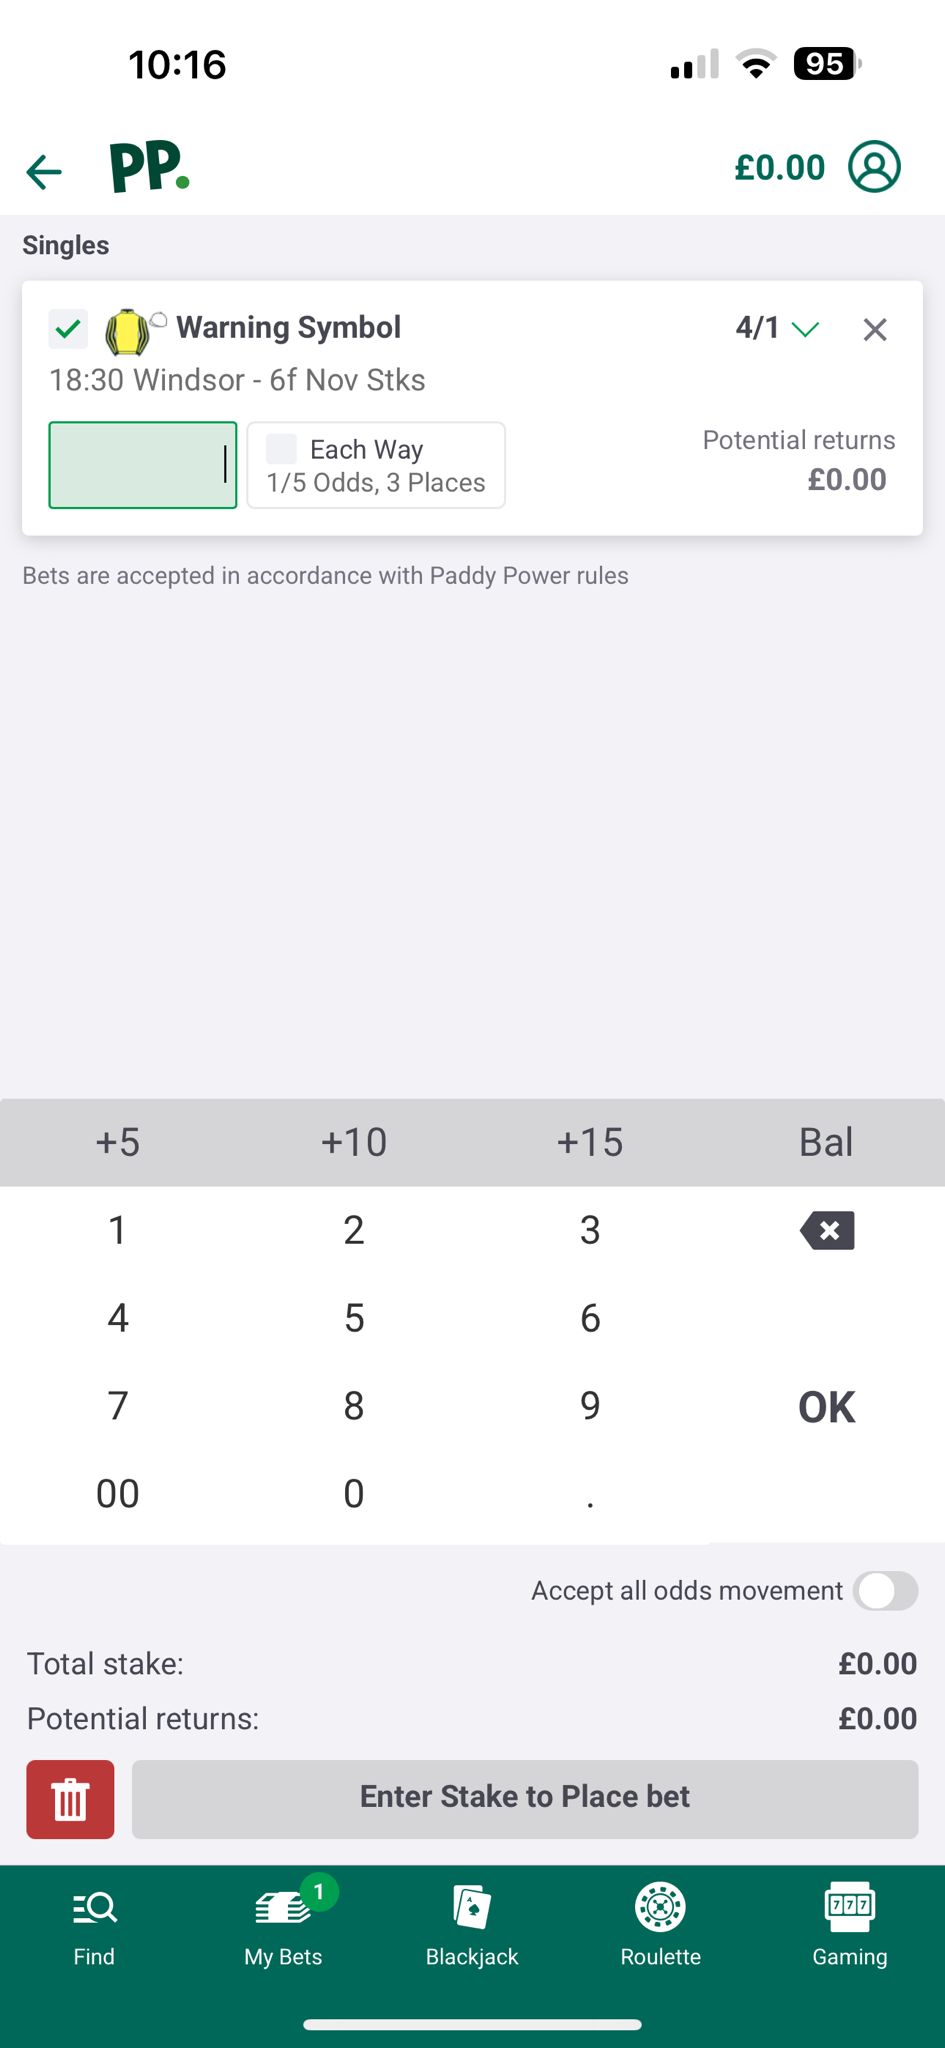 10:16
95
PP.
£0.00
Singles
Warning Symbol
4/1
18:30 Windsor - 6f Nov Stks
Each Way
1/5 Odds, 3 Places
Potential returns
£0.00
Bets are accepted in accordance with Paddy Power rules
+5 +10 +15 Bal
1 2 3
4 5 6
7 8 9 OK
00 0 .
Accept all odds movement
Total stake: £0.00
Potential returns: £0.00
Enter Stake to Place bet
1
A
777
Find My Bets Blackjack Roulette Gaming